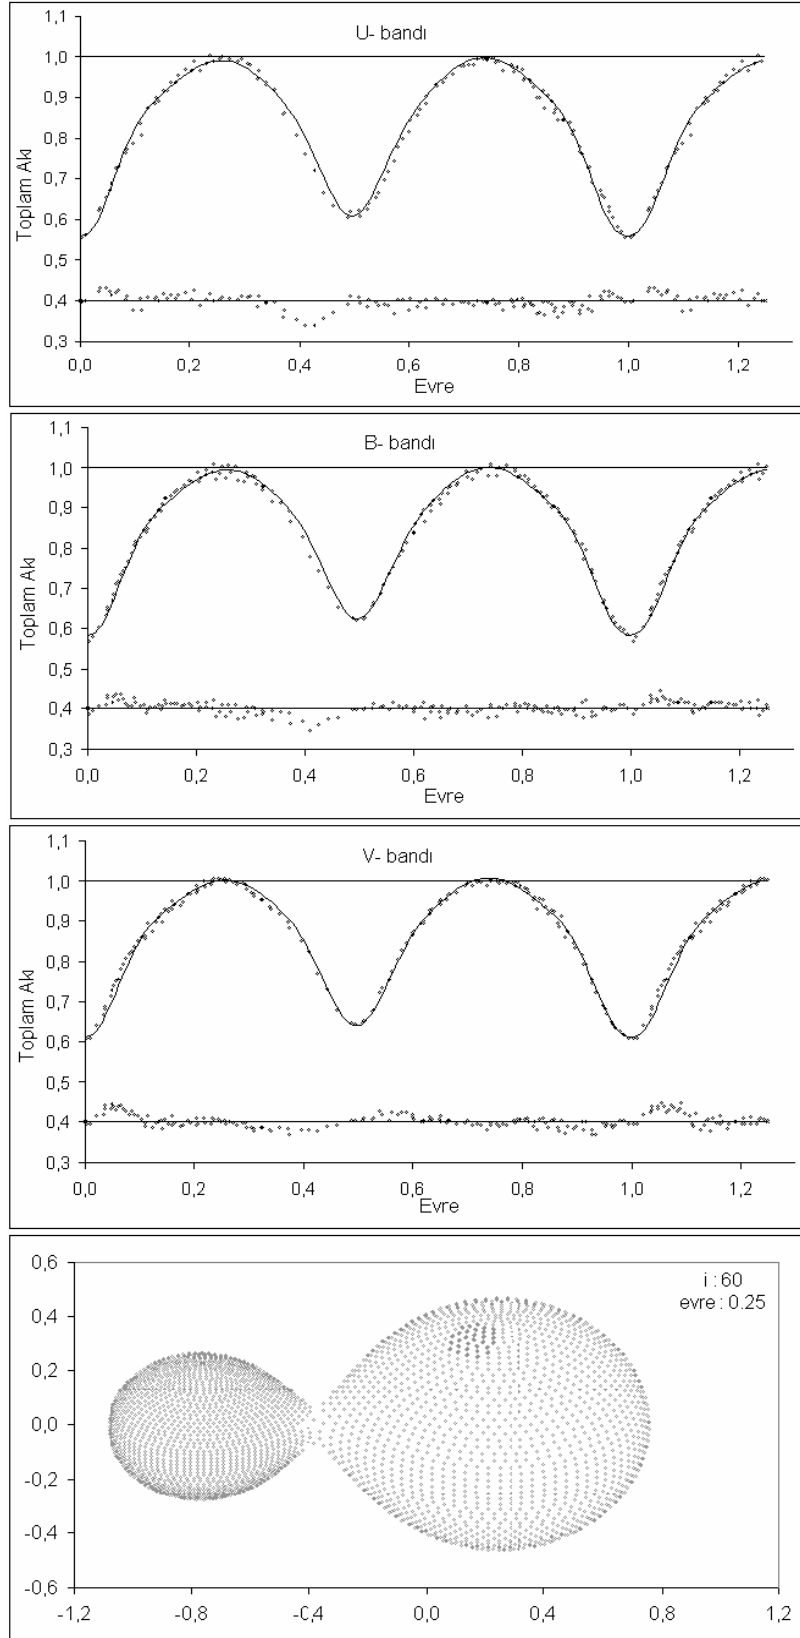 U- bandı
Toplam Akı
1,1
1,0
0,9
0,8
0,7
0,6
0,5
0,4
0,3
0,0 0,2 0,4 0,6 0,8 1,0 1,2
Evre
B- bandı
Toplam Akı
1,1
1,0
0,9
0,8
0,7
0,6
0,5
0,4
0,3
0,0 0,2 0,4 0,6 0,8 1,0 1,2
Evre
V- bandı
Toplam Akı
1,1
1,0
0,9
0,8
0,7
0,6
0,5
0,4
0,3
0,0 0,2 0,4 0,6 0,8 1,0 1,2
Evre
i : 60
evre : 0.25
0,6
0,4
0,2
0,0
-0,2
-0,4
-0,6
-1,2 -0,8 -0,4 0,0 0,4 0,8 1,2